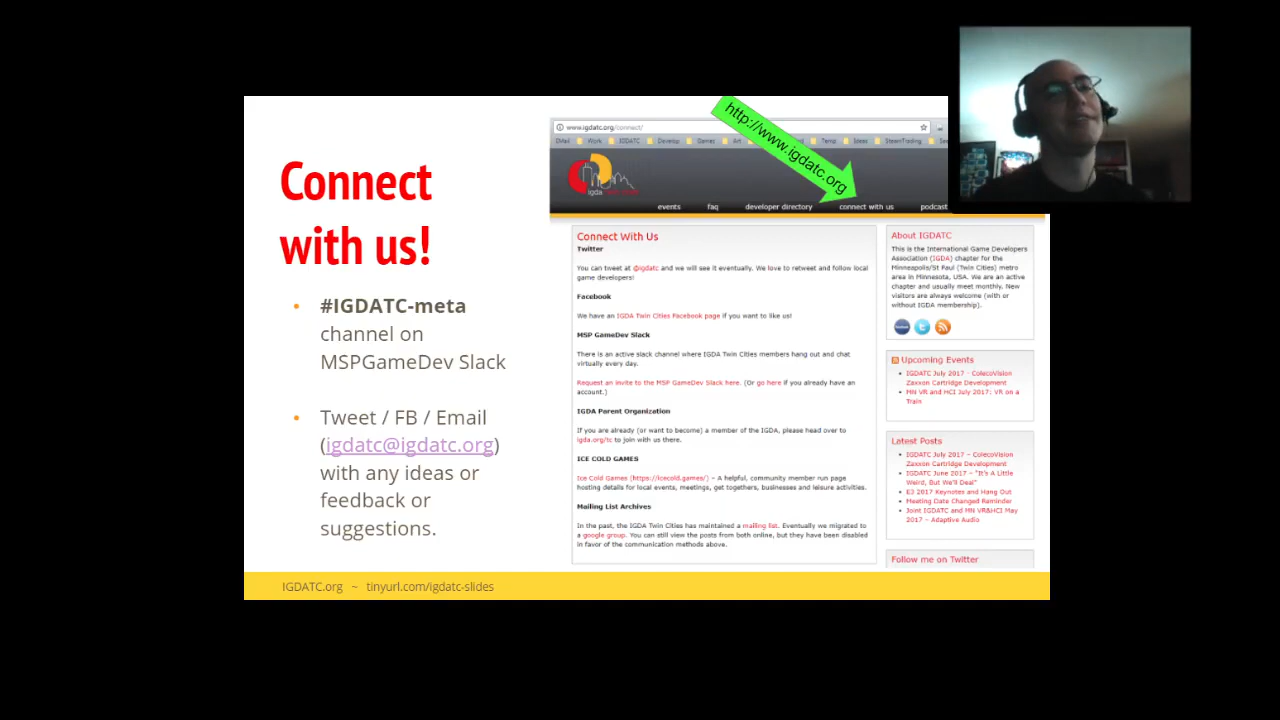 Connect
with us!
#IGDATC-meta
channel on
MSPGameDev Slack
Tweet / FB / Email
(igdatc@igdatc.org)
with any ideas or
feedback or
suggestions.
http://www.igdatc.org
www.igdatc.org/connect/
Work IGDATC Develop Games Art Temp Ideas SteamTrading
igda
events faq developer directory connect with us podcast
Connect With Us
Twitter
You can tweet at @igdatc and we will see it eventually. We love to retweet and follow local
game developers!
Facebook
We have an IGDA Twin Cities Facebook page if you want to like us!
MSP GameDev Slack
There is an active slack channel where IGDA Twin Cities members hang out and chat
virtually every day.
Request an invite to the MSP GameDev Slack here. (Or go here if you already have an
account.)
IGDA Parent Organization
If you are already (or want to become) a member of the IGDA, please head over to
igda.org/tc to join with us there.
ICE COLD GAMES
Ice Cold Games (https://icecold.games/) – A helpful, community member run page
hosting details for local events, meetings, get togethers, businesses and leisure activities.
Mailing List Archives
In the past, the IGDA Twin Cities has maintained a mailing list. Eventually we migrated to
a google group. You can still view the posts from both online, but they have been disabled
in favor of the communication methods above.
About IGDATC
This is the International Game Developers
Association (IGDA) chapter for the
Minneapolis/St Paul (Twin Cities) metro
area in Minnesota, USA. We are an active
chapter and usually meet monthly. New
visitors are always welcome (with or
without IGDA membership).
Upcoming Events
IGDATC July 2017 - ColecoVision
Zaxxon Cartridge Development
MN VR and HCI July 2017: VR on a
Train
Latest Posts
IGDATC July 2017 – ColecoVision
Zaxxon Cartridge Development
IGDATC June 2017 – "It's A Little
Weird, But We'll Deal"
E3 2017 Keynotes and Hang Out
Meeting Date Changed Reminder
Joint IGDATC and MN VR&HCI May
2017 – Adaptive Audio
Follow me on Twitter
IGDATC.org ~ tinyurl.com/igdatc-slides